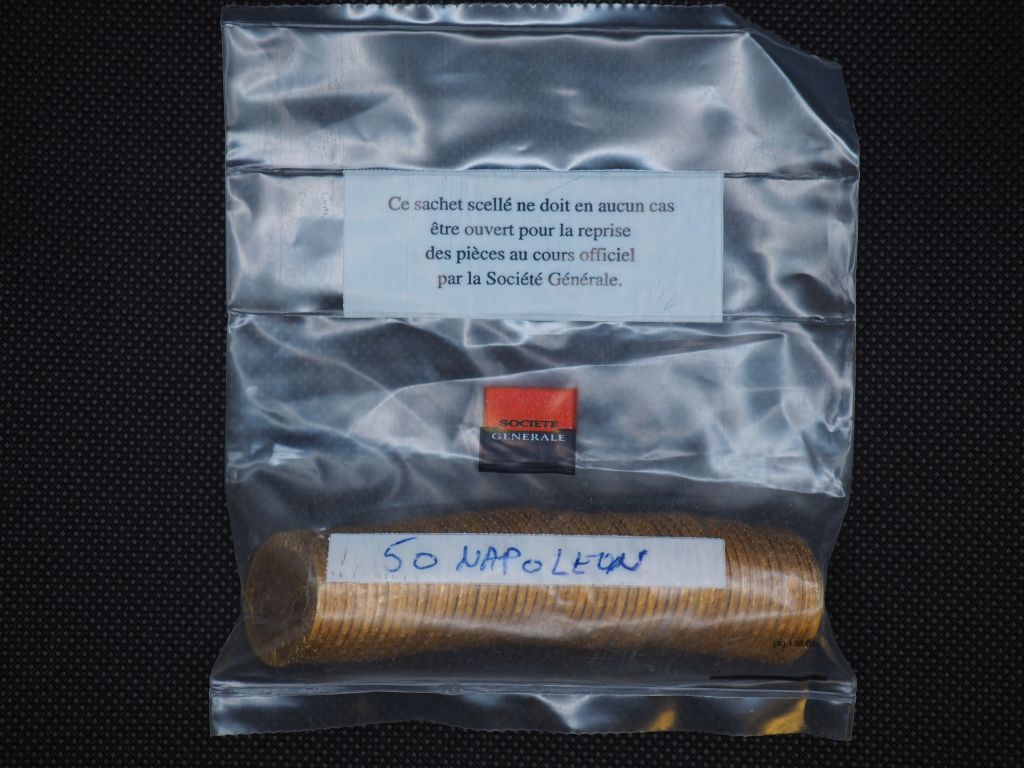 Ce sachet scellé ne doit en aucun cas
être ouvert pour la reprise
des pièces au cours officiel
par la Société Générale.
SOCIETE
GENERALE
50 NAPOLEON